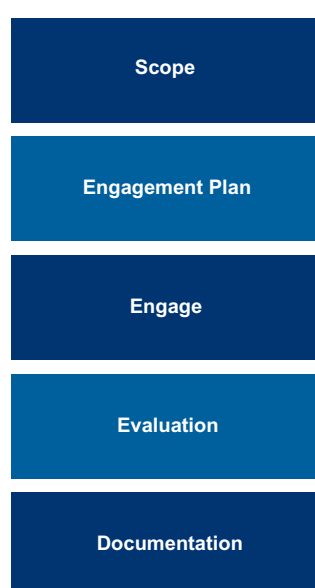 Scope
Engagement Plan
Engage
Evaluation
Documentation